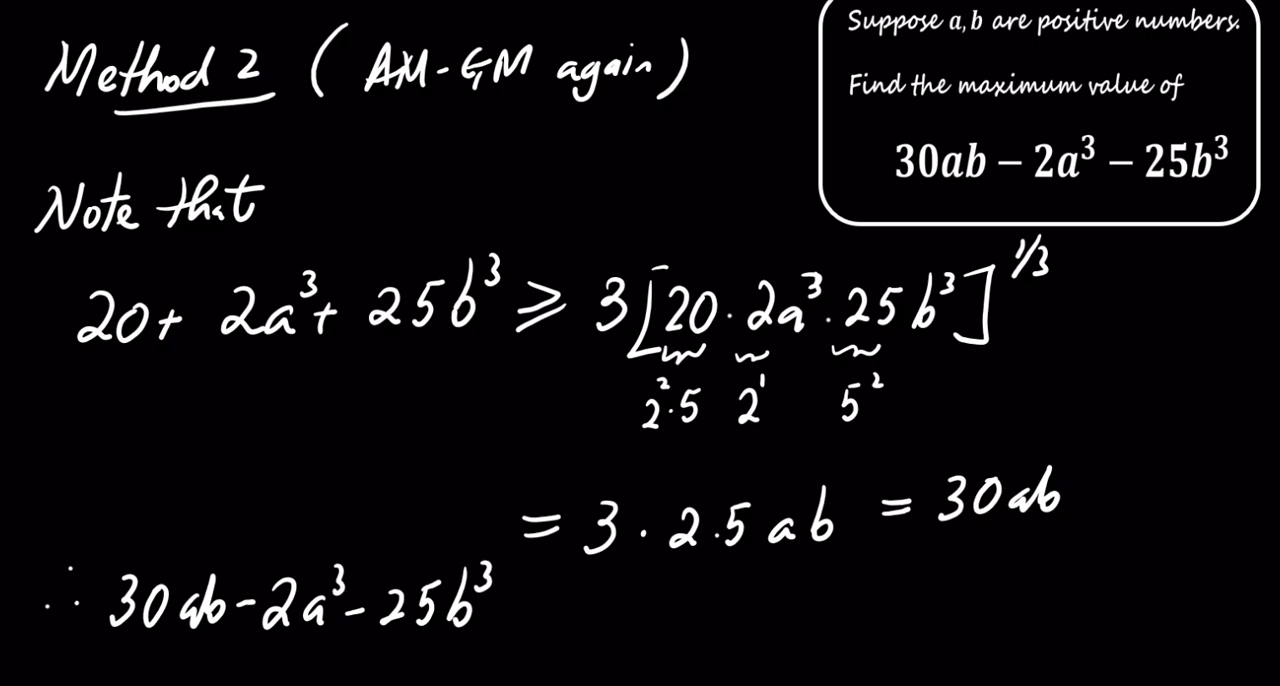 Method 2 (AM-GM again)
Suppose a, b are positive numbers.
Find the maximum value of
30ab − 2a³ − 25b³
Note that
20 + 2a³ + 25b³ ⩾ 3[20 · 2a³ · 25b³]^1/3
2²·5 2¹ 5²
= 3 · 2 · 5 ab = 30ab
∴ 30ab − 2a³ − 25b³